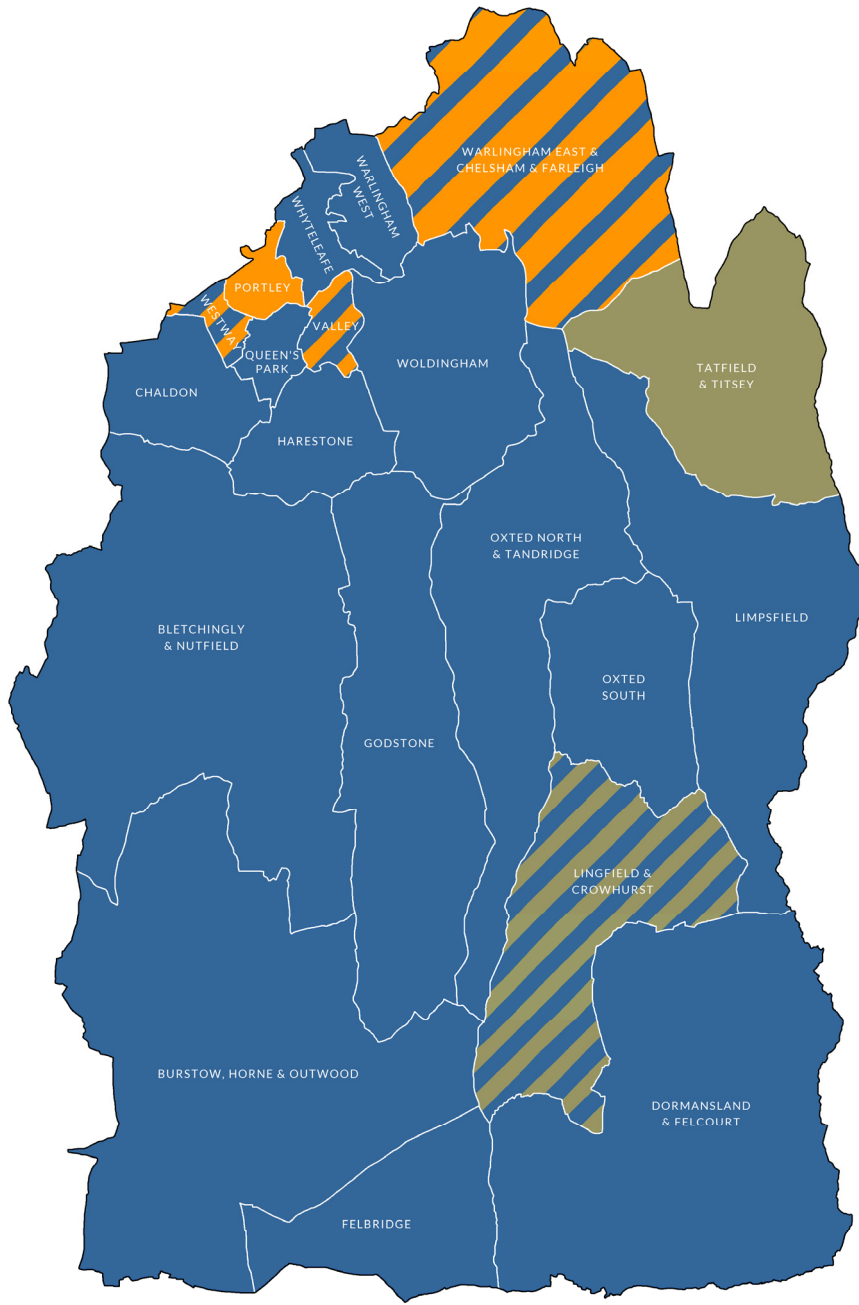 WARLINGHAM EAST &
CHELSHAM & FARLEIGH
WARLINGHAM
WEST
WHYTELEAFE
PORTLEY
WESTWAY
VALLEY
QUEEN'S
PARK
WOLDINGHAM
TATFIELD
& TITSEY
CHALDON
HARESTONE
OXTED NORTH
& TANDRIDGE
BLETCHINGLY
& NUTFIELD
LIMPSFIELD
OXTED
SOUTH
GODSTONE
LINGFIELD &
CROWHURST
BURSTOW, HORNE & OUTWOOD
DORMANSLAND
& FELCOURT
FELBRIDGE